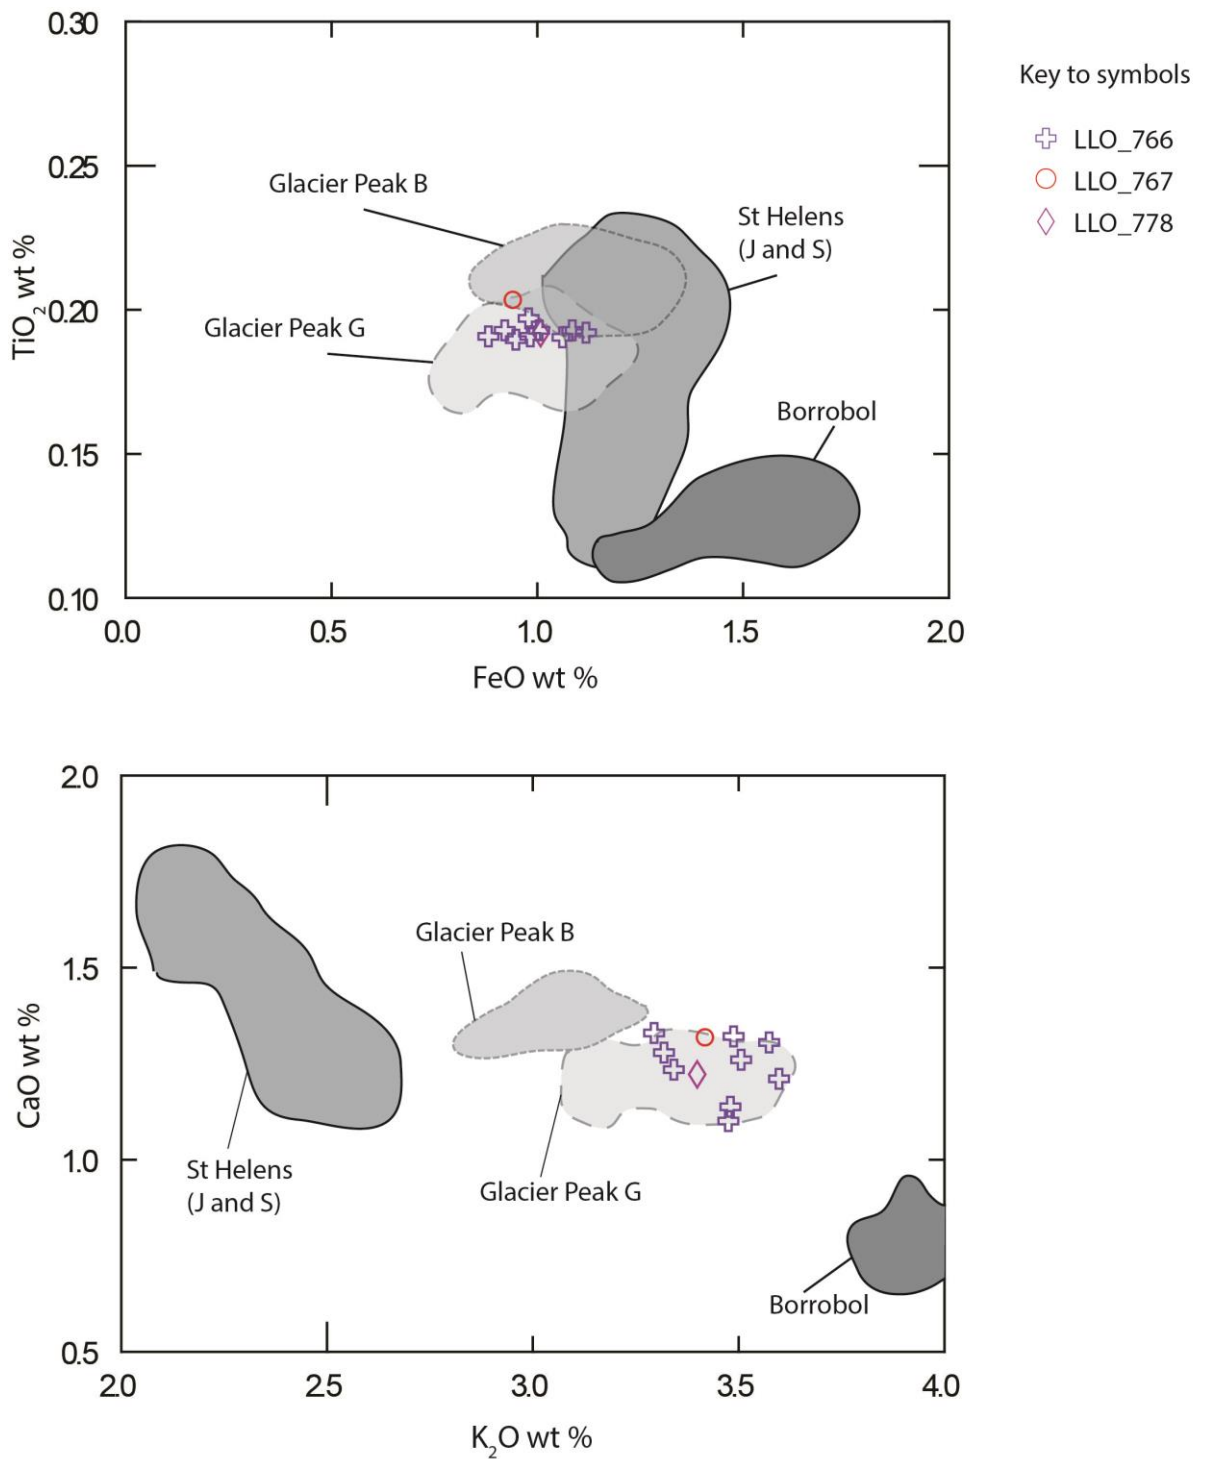 0.30
0.25
0.20
0.15
0.10
TiO2 wt %
0.0 0.5 1.0 1.5 2.0
FeO wt %
Glacier Peak B
Glacier Peak G
St Helens
(J and S)
Borrobol
Key to symbols
LLO_766
LLO_767
LLO_778
2.0
1.5
1.0
0.5
CaO wt %
2.0 2.5 3.0 3.5 4.0
K2O wt %
Glacier Peak B
St Helens
(J and S)
Glacier Peak G
Borrobol